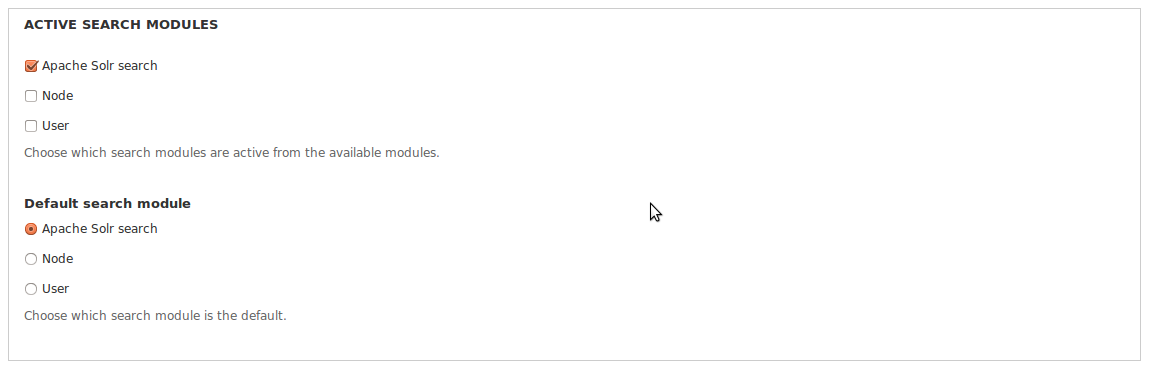 ACTIVE SEARCH MODULES
Apache Solr search
Node
User
Choose which search modules are active from the available modules.
Default search module
Apache Solr search
Node
User
Choose which search module is the default.